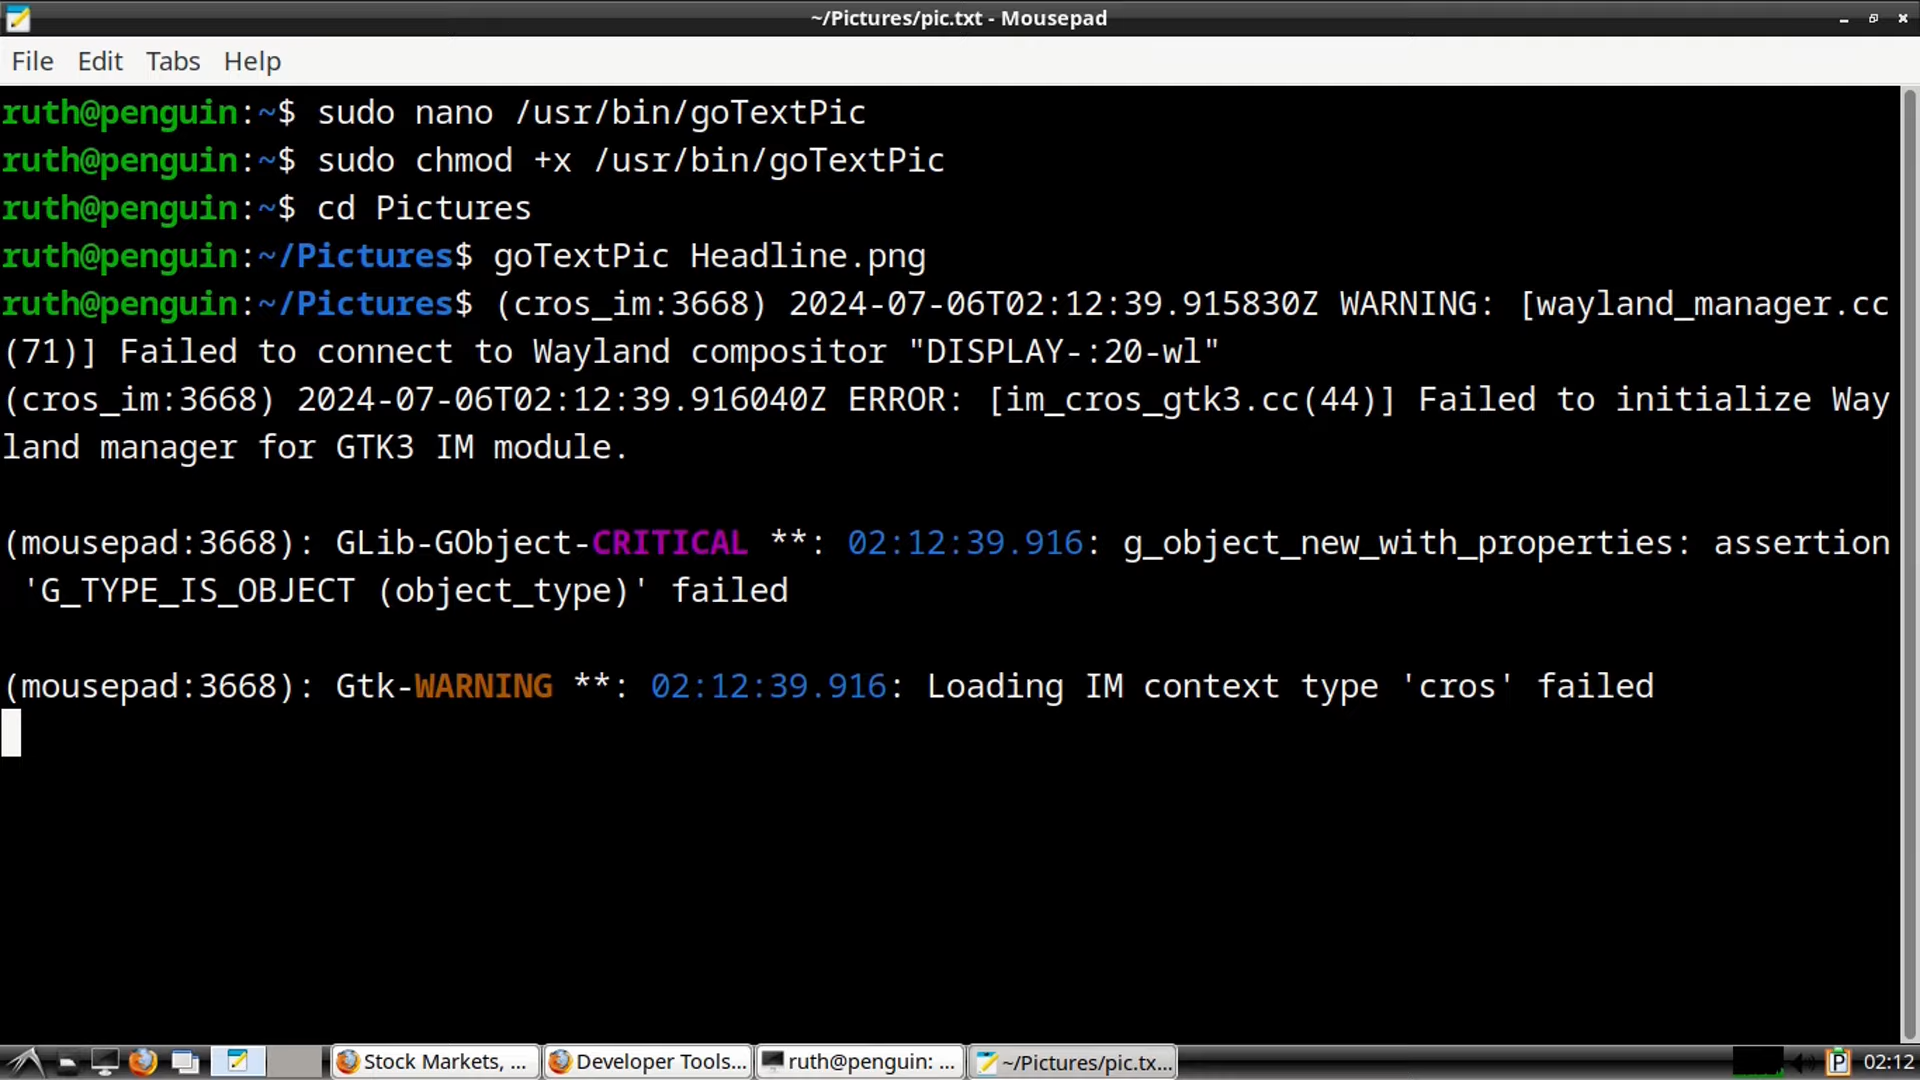 ~/Pictures/pic.txt - Mousepad
File Edit Tabs Help
ruth@penguin:~$ sudo nano /usr/bin/goTextPic
ruth@penguin:~$ sudo chmod +x /usr/bin/goTextPic
ruth@penguin:~$ cd Pictures
ruth@penguin:~/Pictures$ goTextPic Headline.png
ruth@penguin:~/Pictures$ (cros_im:3668) 2024-07-06T02:12:39.915830Z WARNING: [wayland_manager.cc
(71)] Failed to connect to Wayland compositor "DISPLAY-:20-wl"
(cros_im:3668) 2024-07-06T02:12:39.916040Z ERROR: [im_cros_gtk3.cc(44)] Failed to initialize Way
land manager for GTK3 IM module.
(mousepad:3668): GLib-GObject-CRITICAL **: 02:12:39.916: g_object_new_with_properties: assertion
'G_TYPE_IS_OBJECT (object_type)' failed
(mousepad:3668): Gtk-WARNING **: 02:12:39.916: Loading IM context type 'cros' failed
Stock Markets, ... Developer Tools... ruth@penguin: ... ~/Pictures/pic.tx... P 02:12